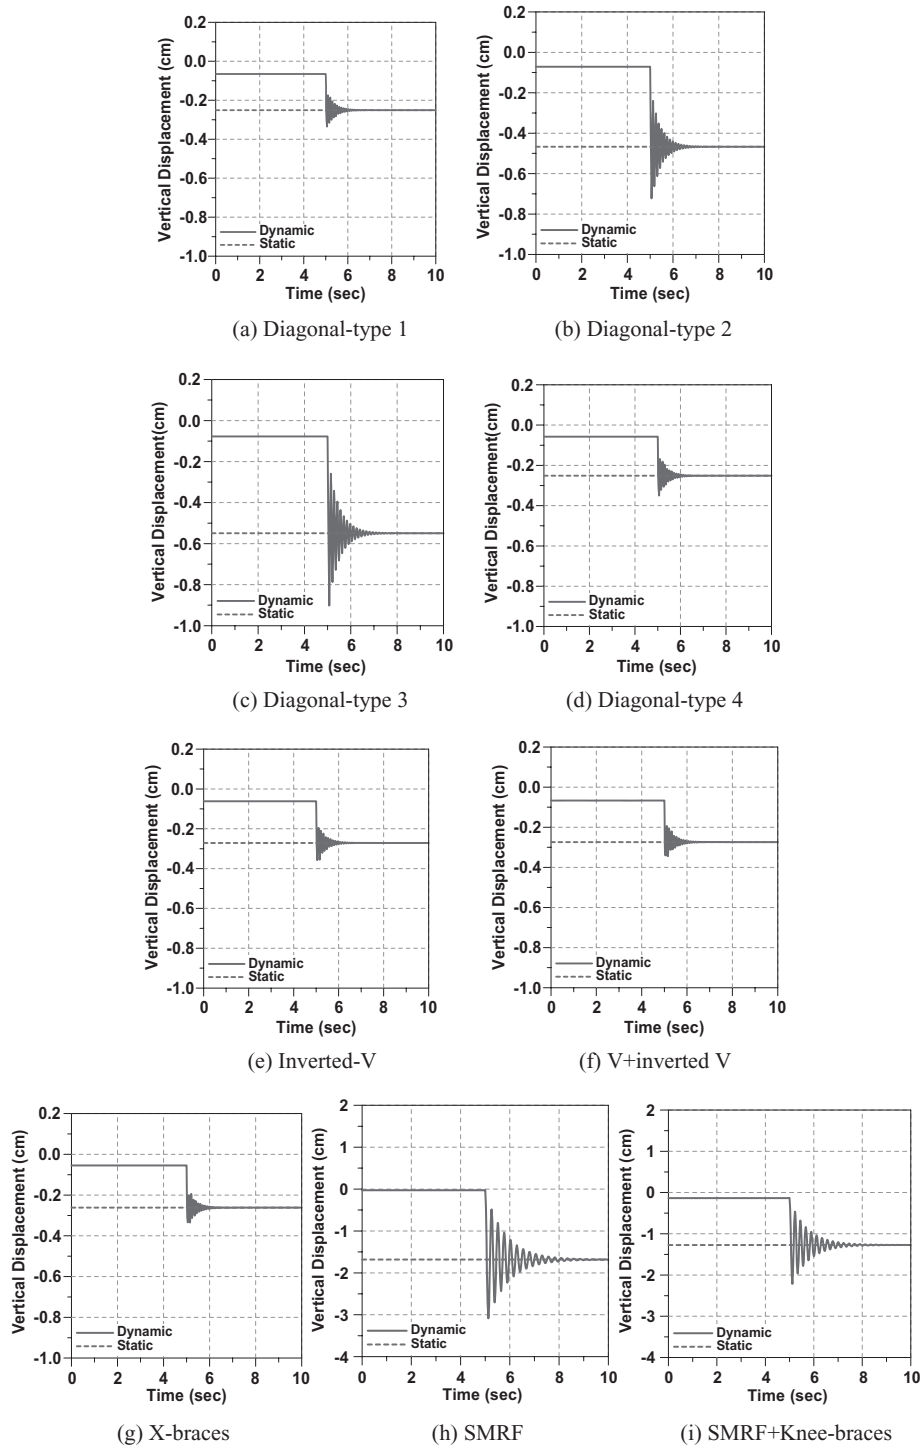 0.2
0.0
-0.2
-0.4
-0.6
-0.8
-1.0
Vertical Displacement (cm)
Dynamic
Static
0 2 4 6 8 10
Time (sec)
(a) Diagonal-type 1
0.2
0.0
-0.2
-0.4
-0.6
-0.8
-1.0
Vertical Displacement (cm)
Dynamic
Static
0 2 4 6 8 10
Time (sec)
(b) Diagonal-type 2
0.2
0.0
-0.2
-0.4
-0.6
-0.8
-1.0
Vertical Displacement(cm)
Dynamic
Static
0 2 4 6 8 10
Time (sec)
(c) Diagonal-type 3
0.2
0.0
-0.2
-0.4
-0.6
-0.8
-1.0
Vertical Displacement(cm)
Dynamic
Static
0 2 4 6 8 10
Time (sec)
(d) Diagonal-type 4
0.2
0.0
-0.2
-0.4
-0.6
-0.8
-1.0
Vertical Displacement (cm)
Dynamic
Static
0 2 4 6 8 10
Time (sec)
(e) Inverted-V
0.2
0.0
-0.2
-0.4
-0.6
-0.8
-1.0
Vertical Displacement (cm)
Dynamic
Static
0 2 4 6 8 10
Time (sec)
(f) V+inverted V
0.2
0.0
-0.2
-0.4
-0.6
-0.8
-1.0
Vertical Displacement (cm)
Dynamic
Static
0 2 4 6 8 10
Time (sec)
(g) X-braces
2
1
0
-1
-2
-3
-4
Vertical Displacement (cm)
Dynamic
Static
0 2 4 6 8 10
Time (sec)
(h) SMRF
2
1
0
-1
-2
-3
-4
Vertical Displacement (cm)
Dynamic
Static
0 2 4 6 8 10
Time (sec)
(i) SMRF+Knee-braces